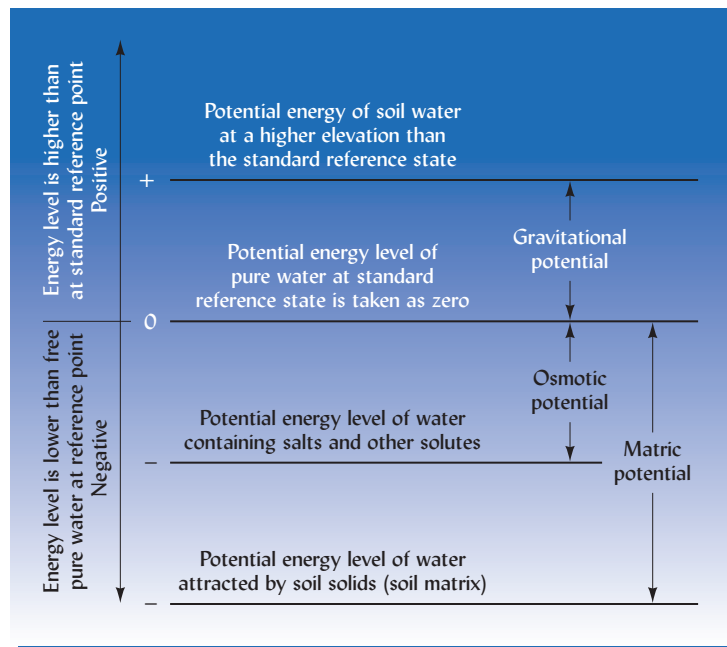 Energy level is higher than
at standard reference point
Positive
Potential energy of soil water
at a higher elevation than
the standard reference state
+
Gravitational
potential
Potential energy level of
pure water at standard
reference state is taken as zero
0
Energy level is lower than free
pure water at reference point
Negative
Osmotic
potential
Potential energy level of water
containing salts and other solutes
–
Matric
potential
Potential energy level of water
attracted by soil solids (soil matrix)
–